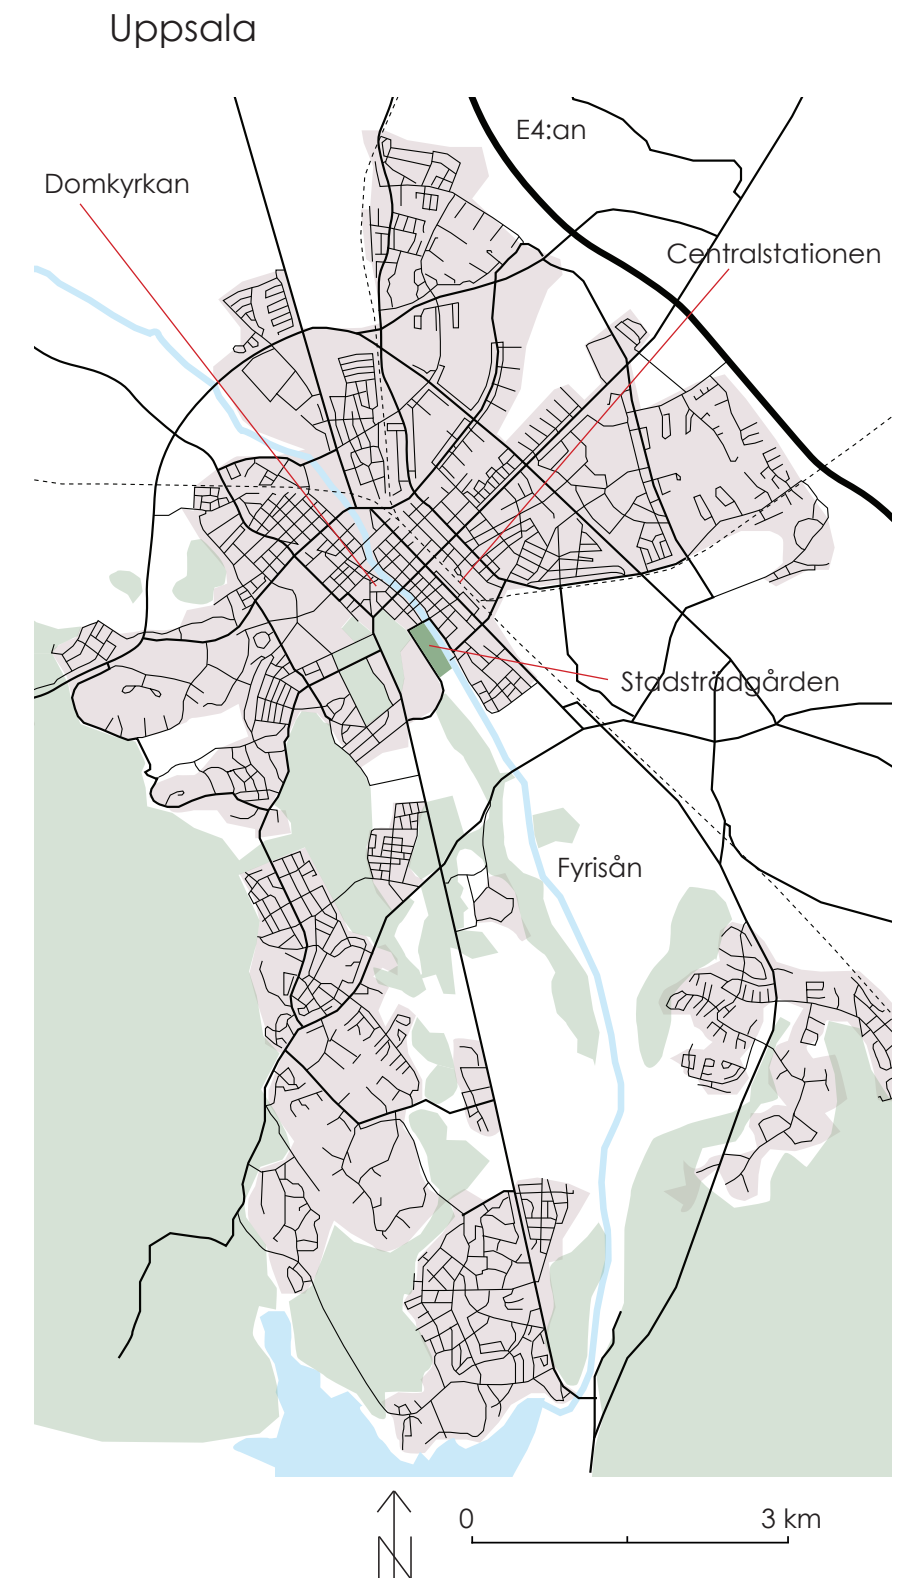 Uppsala
E4:an
Domkyrkan
Centralstationen
Stadsträdgården
Fyrisån
0 3 km
N